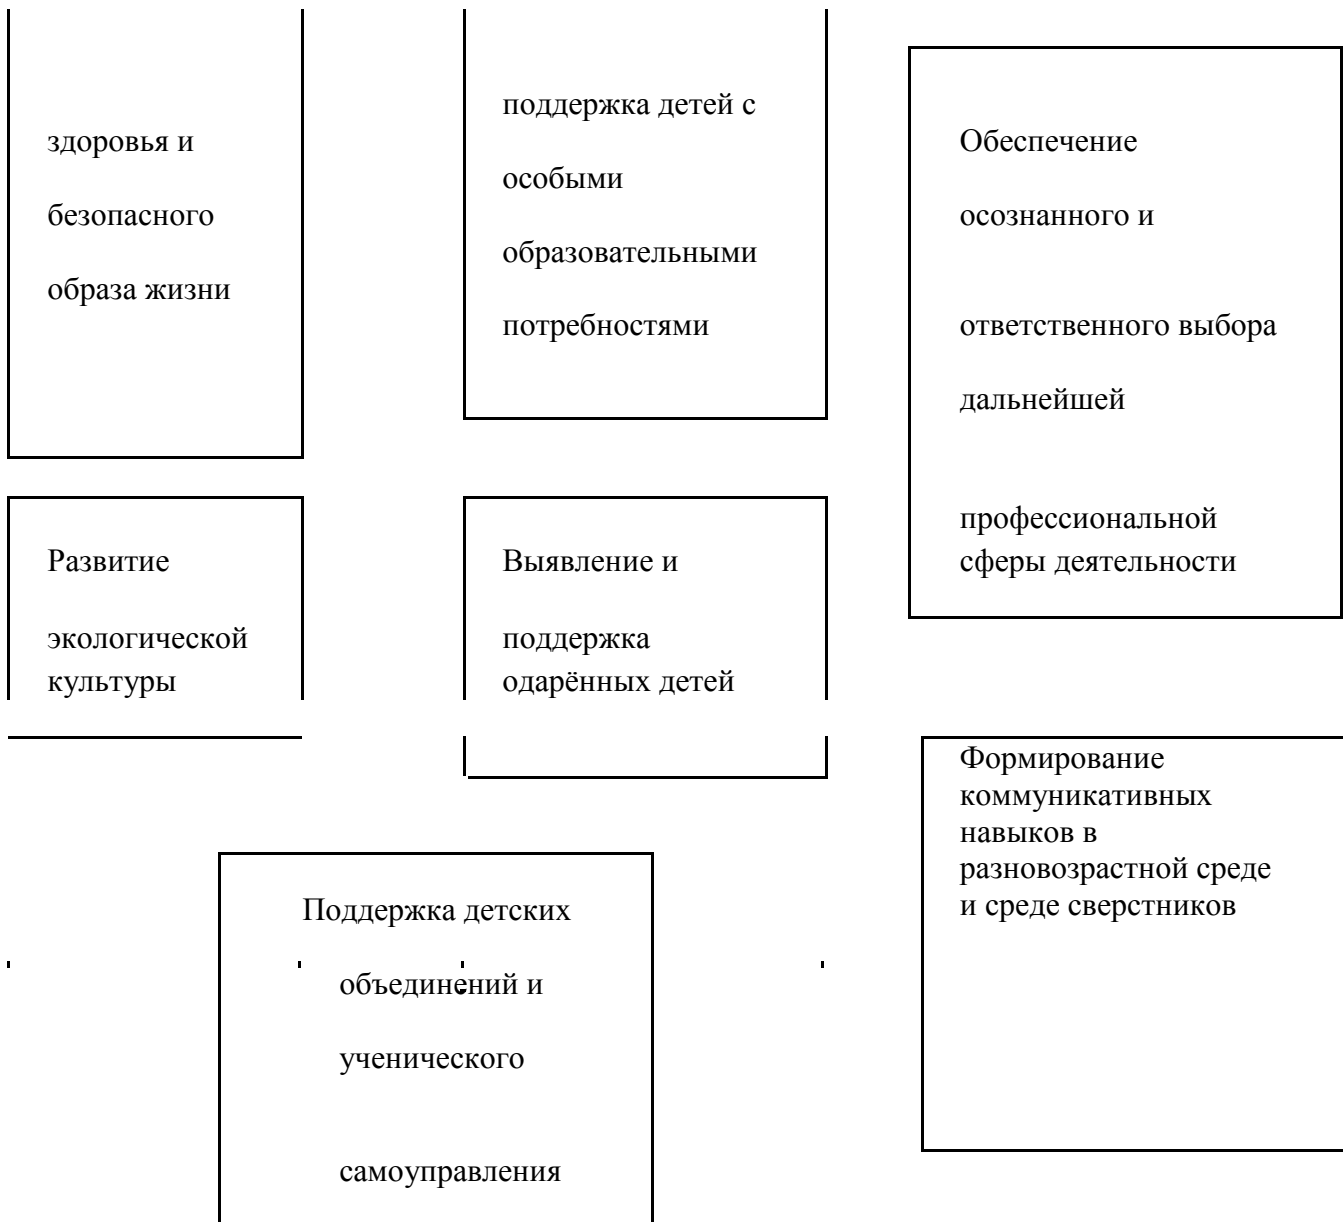 здоровья и
безопасного
образа жизни
поддержка детей с
особыми
образовательными
потребностями
Обеспечение
осознанного и
ответственного выбора
дальнейшей
профессиональной
сферы деятельности
Развитие
экологической
культуры
Выявление и
поддержка
одарённых детей
Формирование
коммуникативных
навыков в
разновозрастной среде
и среде сверстников
Поддержка детских
объединений и
ученического
самоуправления